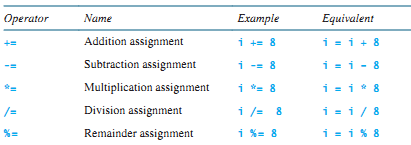 Operator Name Example Equivalent
+= Addition assignment i += 8 i = i + 8
-= Subtraction assignment i -= 8 i = i - 8
*= Multiplication assignment i *= 8 i = i * 8
/= Division assignment i /= 8 i = i / 8
%= Remainder assignment i %= 8 i = i % 8